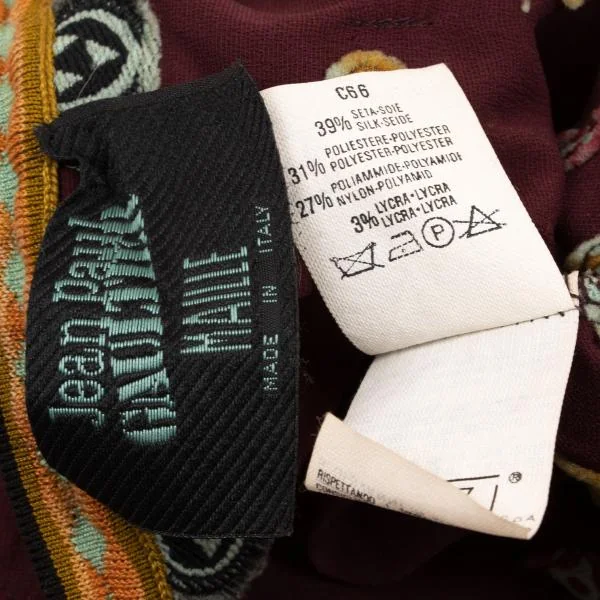 Jean Paul
GAULTIER
MAILLE
MADE IN ITALY
C66
39% SETA-SOIE
SILK-SEIDE
31% POLIESTERE-POLYESTER
POLYESTER-POLYESTER
27% POLIAMMIDE-POLYAMIDE
NYLON-POLYAMID
3% LYCRA-LYCRA
LYCRA-LYCRA
P
RISPETTANDO
®